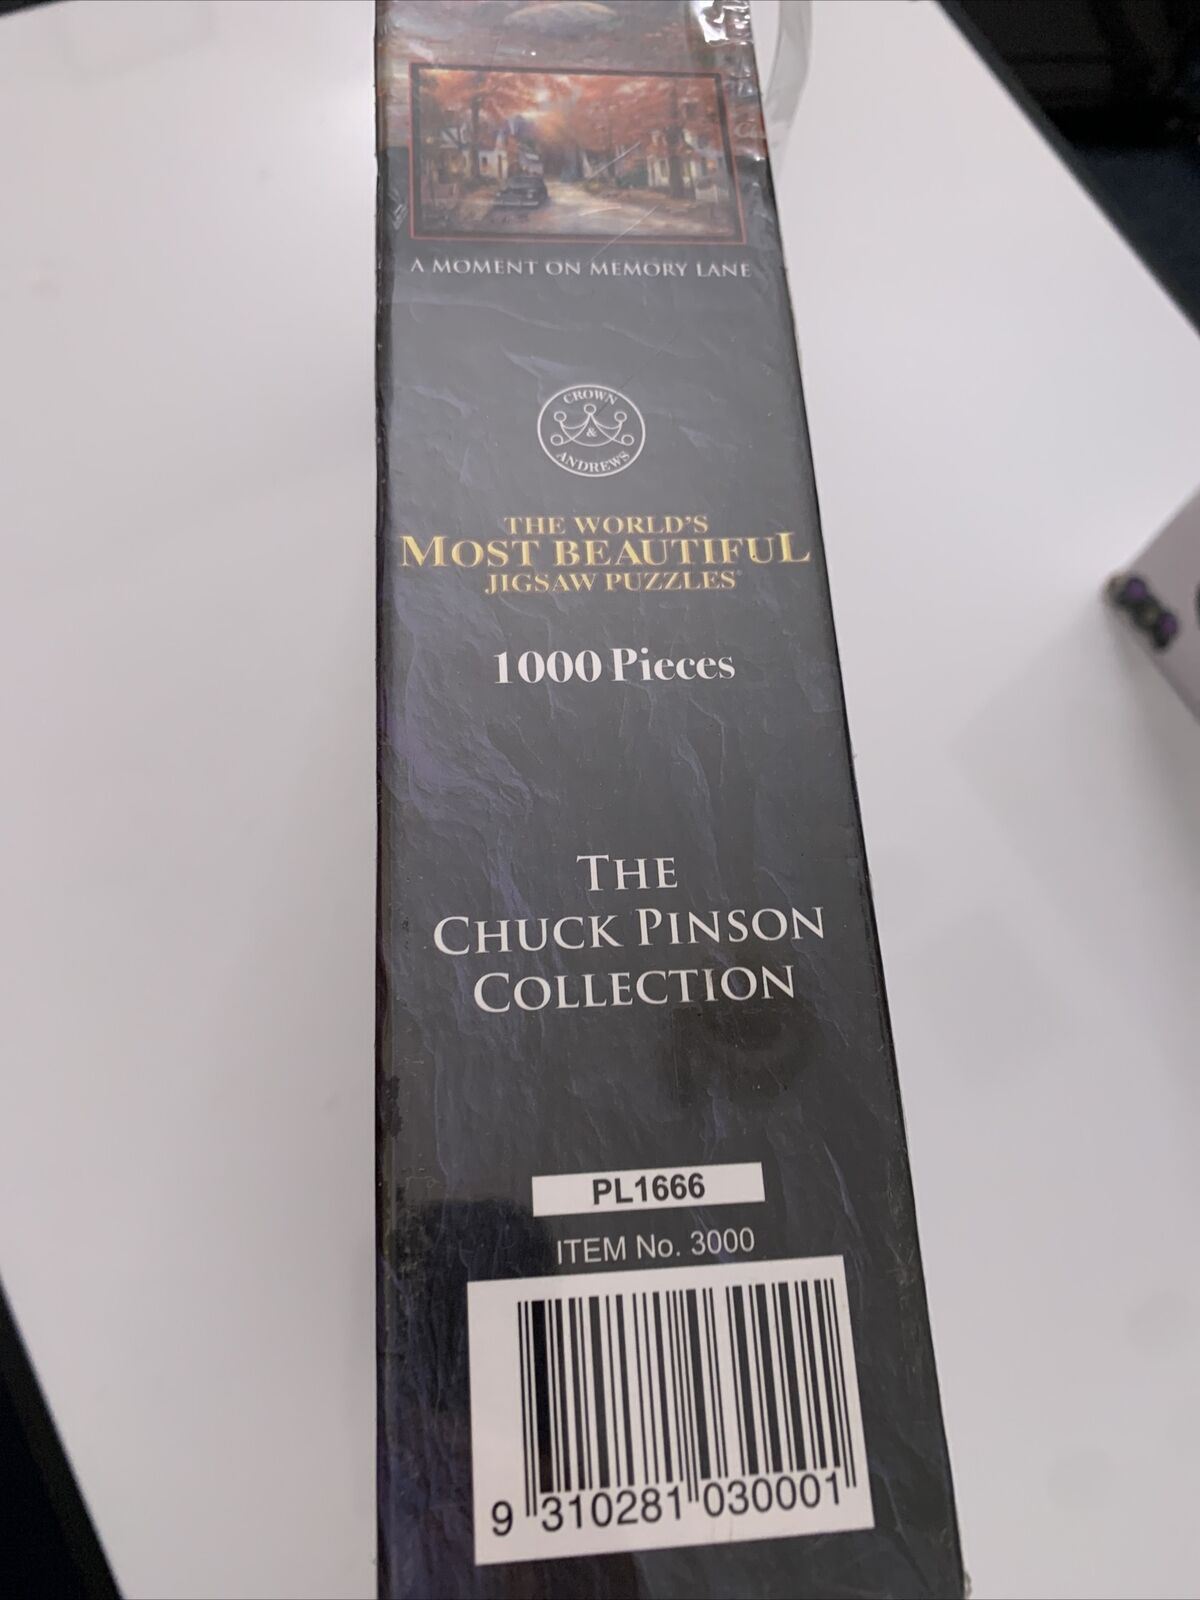 A MOMENT ON MEMORY LANE
CROWN
&
ANDREWS
THE WORLD'S
MOST BEAUTIFUL
JIGSAW PUZZLES®
1000 Pieces
THE
CHUCK PINSON
COLLECTION
PL1666
ITEM No. 3000
9 310281 030001